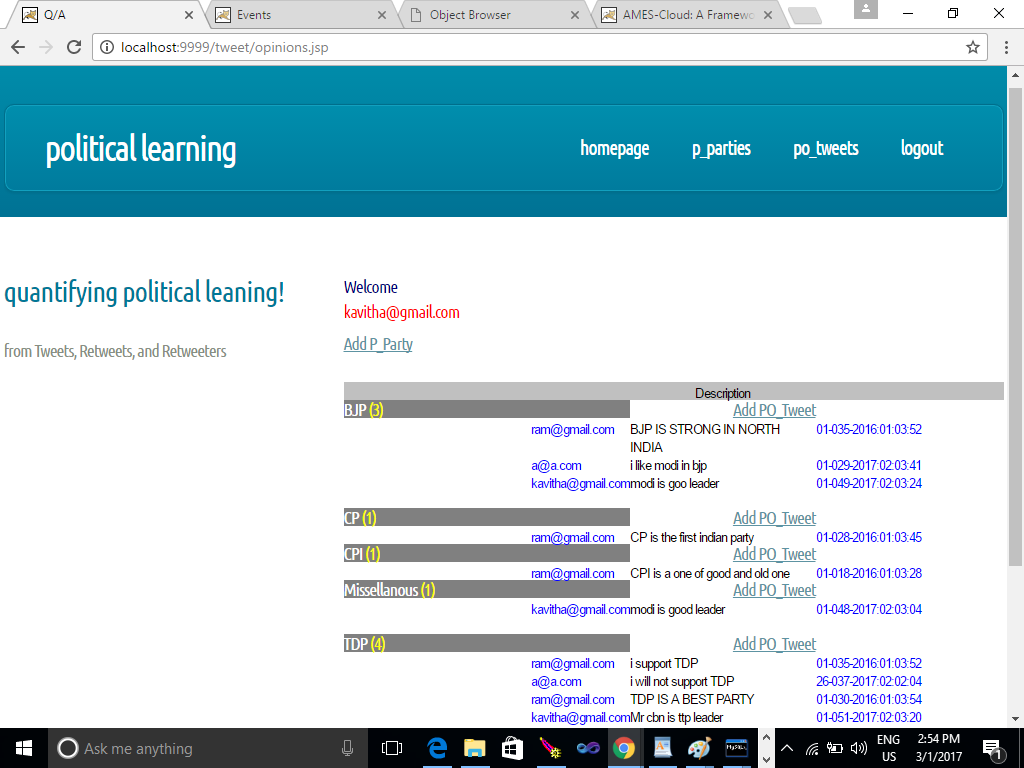 Q/A
Events
Object Browser
AMES-Cloud: A Framewc
localhost:9999/tweet/opinions.jsp
political learning
homepage
p_parties
po_tweets
logout
quantifying political leaning!
from Tweets, Retweets, and Retweeters
Welcome
kavitha@gmail.com
Add P_Party
Description
BJP (3) Add PO_Tweet
ram@gmail.com BJP IS STRONG IN NORTH 01-035-2016:01:03:52
INDIA
a@a.com i like modi in bjp 01-029-2017:02:03:41
kavitha@gmail.com modi is goo leader 01-049-2017:02:03:24
CP (1) Add PO_Tweet
ram@gmail.com CP is the first indian party 01-028-2016:01:03:45
CPI (1) Add PO_Tweet
ram@gmail.com CPI is a one of good and old one 01-018-2016:01:03:28
Missellanous (1) Add PO_Tweet
kavitha@gmail.com modi is good leader 01-048-2017:02:03:04
TDP (4) Add PO_Tweet
ram@gmail.com i support TDP 01-035-2016:01:03:52
a@a.com i will not support TDP 26-037-2017:02:02:04
ram@gmail.com TDP IS A BEST PARTY 01-030-2016:01:03:54
kavitha@gmail.com Mr cbn is ttp leader 01-051-2017:02:03:20
Ask me anything
MySQL
ENG
US
2:54 PM
3/1/2017
1